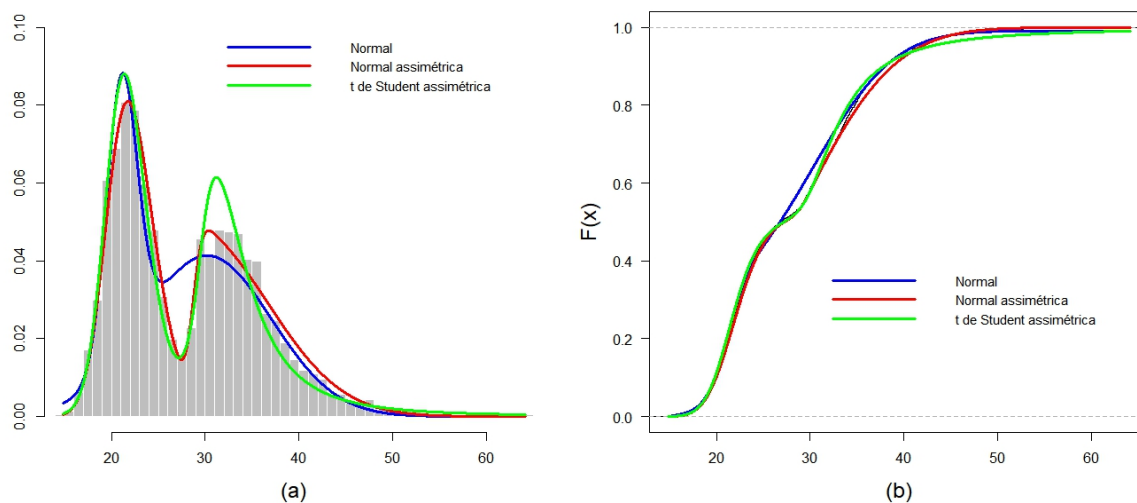 0.10
0.08
0.06
0.04
0.02
0.00
20 30 40 50 60
Normal
Normal assimétrica
t de Student assimétrica
(a)
F(x)
1.0
0.8
0.6
0.4
0.2
0.0
20 30 40 50 60
Normal
Normal assimétrica
t de Student assimétrica
(b)